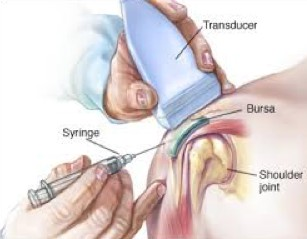 Transducer
Bursa
Syringe
Shoulder
joint